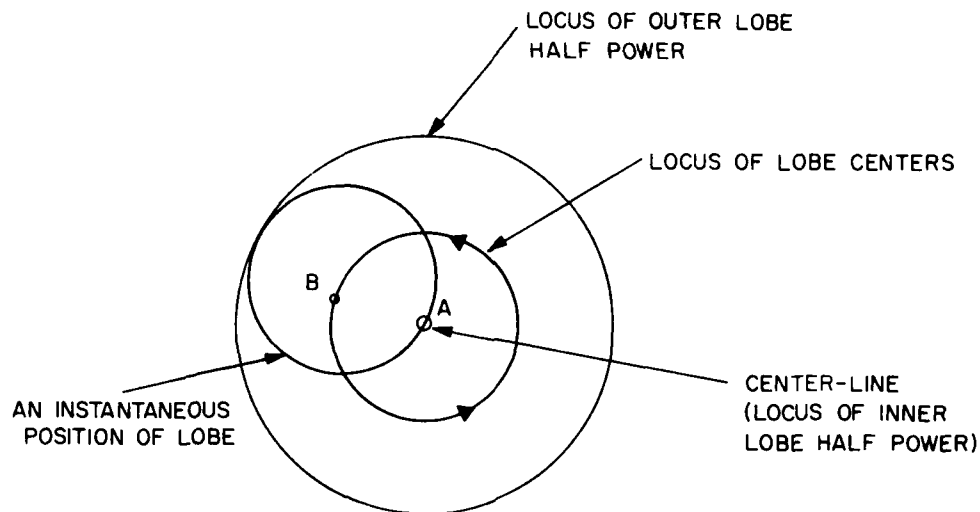 LOCUS OF OUTER LOBE
HALF POWER
LOCUS OF LOBE CENTERS
B
A
AN INSTANTANEOUS
POSITION OF LOBE
CENTER-LINE
(LOCUS OF INNER
LOBE HALF POWER)